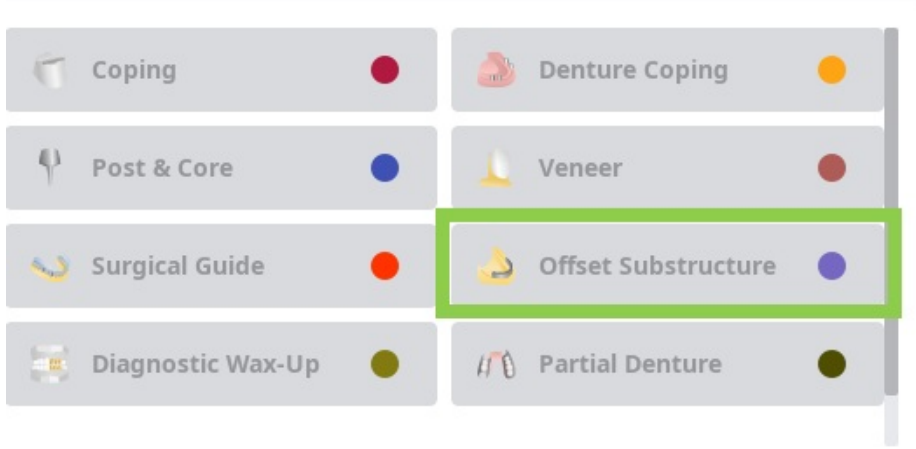 Coping
Denture Coping
Post & Core
Veneer
Surgical Guide
Offset Substructure
Diagnostic Wax-Up
Partial Denture